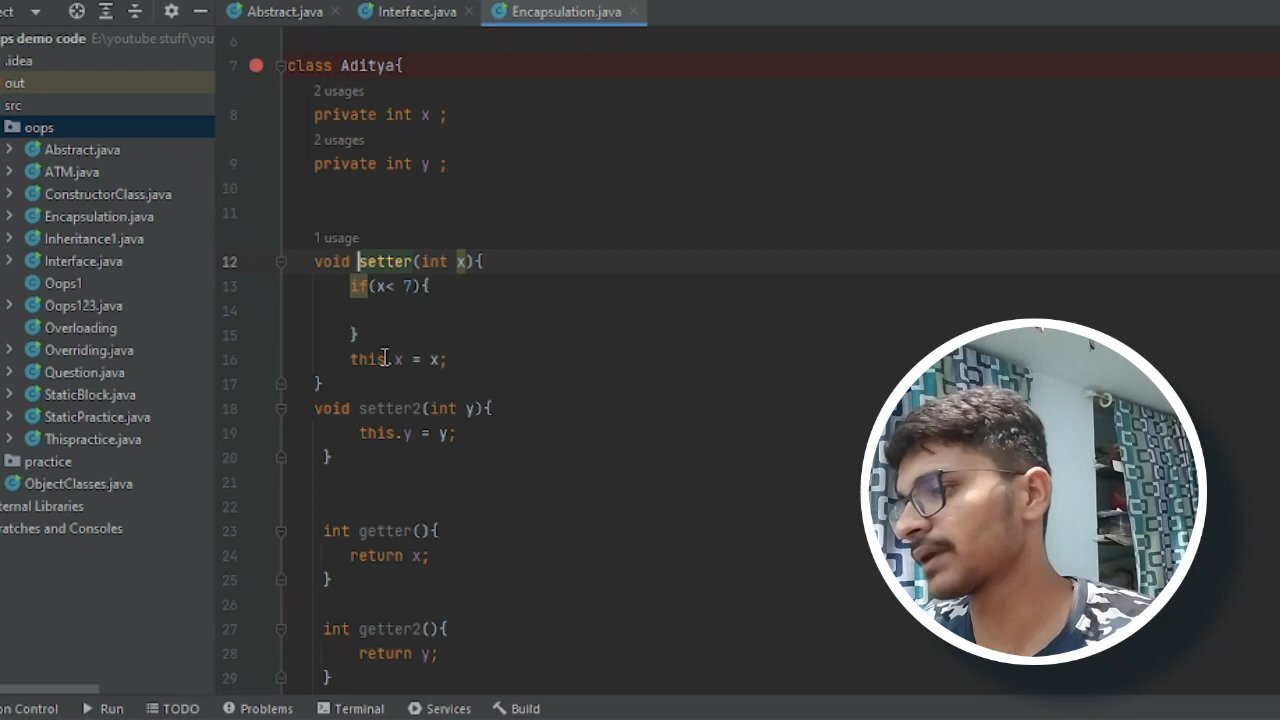 ct
Abstract.java
Interface.java
Encapsulation.java
ps demo code E:\youtube stuff\you
.idea
out
src
oops
Abstract.java
ATM.java
ConstructorClass.java
Encapsulation.java
Inheritance1.java
Interface.java
Oops1
Oops123.java
Overloading
Overriding.java
Question.java
StaticBlock.java
StaticPractice.java
Thispractice.java
practice
ObjectClasses.java
ternal Libraries
ratches and Consoles
6
7 class Aditya{
2 usages
8 private int x ;
2 usages
9 private int y ;
10
11
1 usage
12 void setter(int x){
13 if(x< 7){
14
15 }
16 this.x = x;
17 }
18 void setter2(int y){
19 this.y = y;
20 }
21
22
23 int getter(){
24 return x;
25 }
26
27 int getter2(){
28 return y;
29 }
on Control
Run
TODO
Problems
Terminal
Services
Build